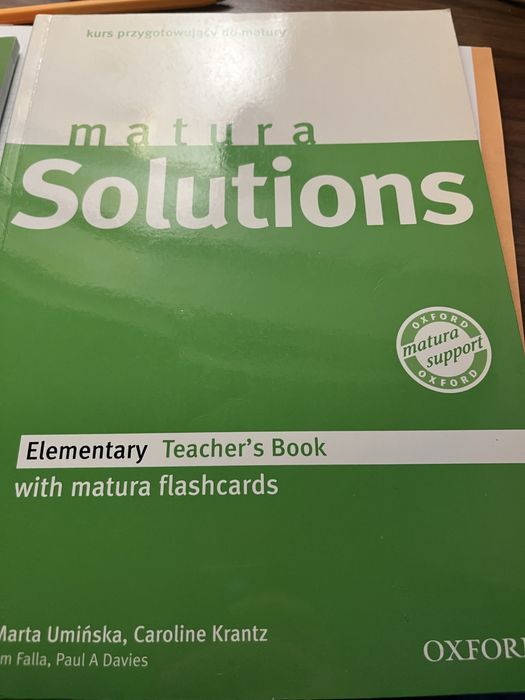 kurs przygotowujący do matury
matura
Solutions
OXFORD
matura
support
OXFORD
Elementary Teacher's Book
with matura flashcards
Marta Umińska, Caroline Krantz
Falla, Paul A Davies
OXFOR